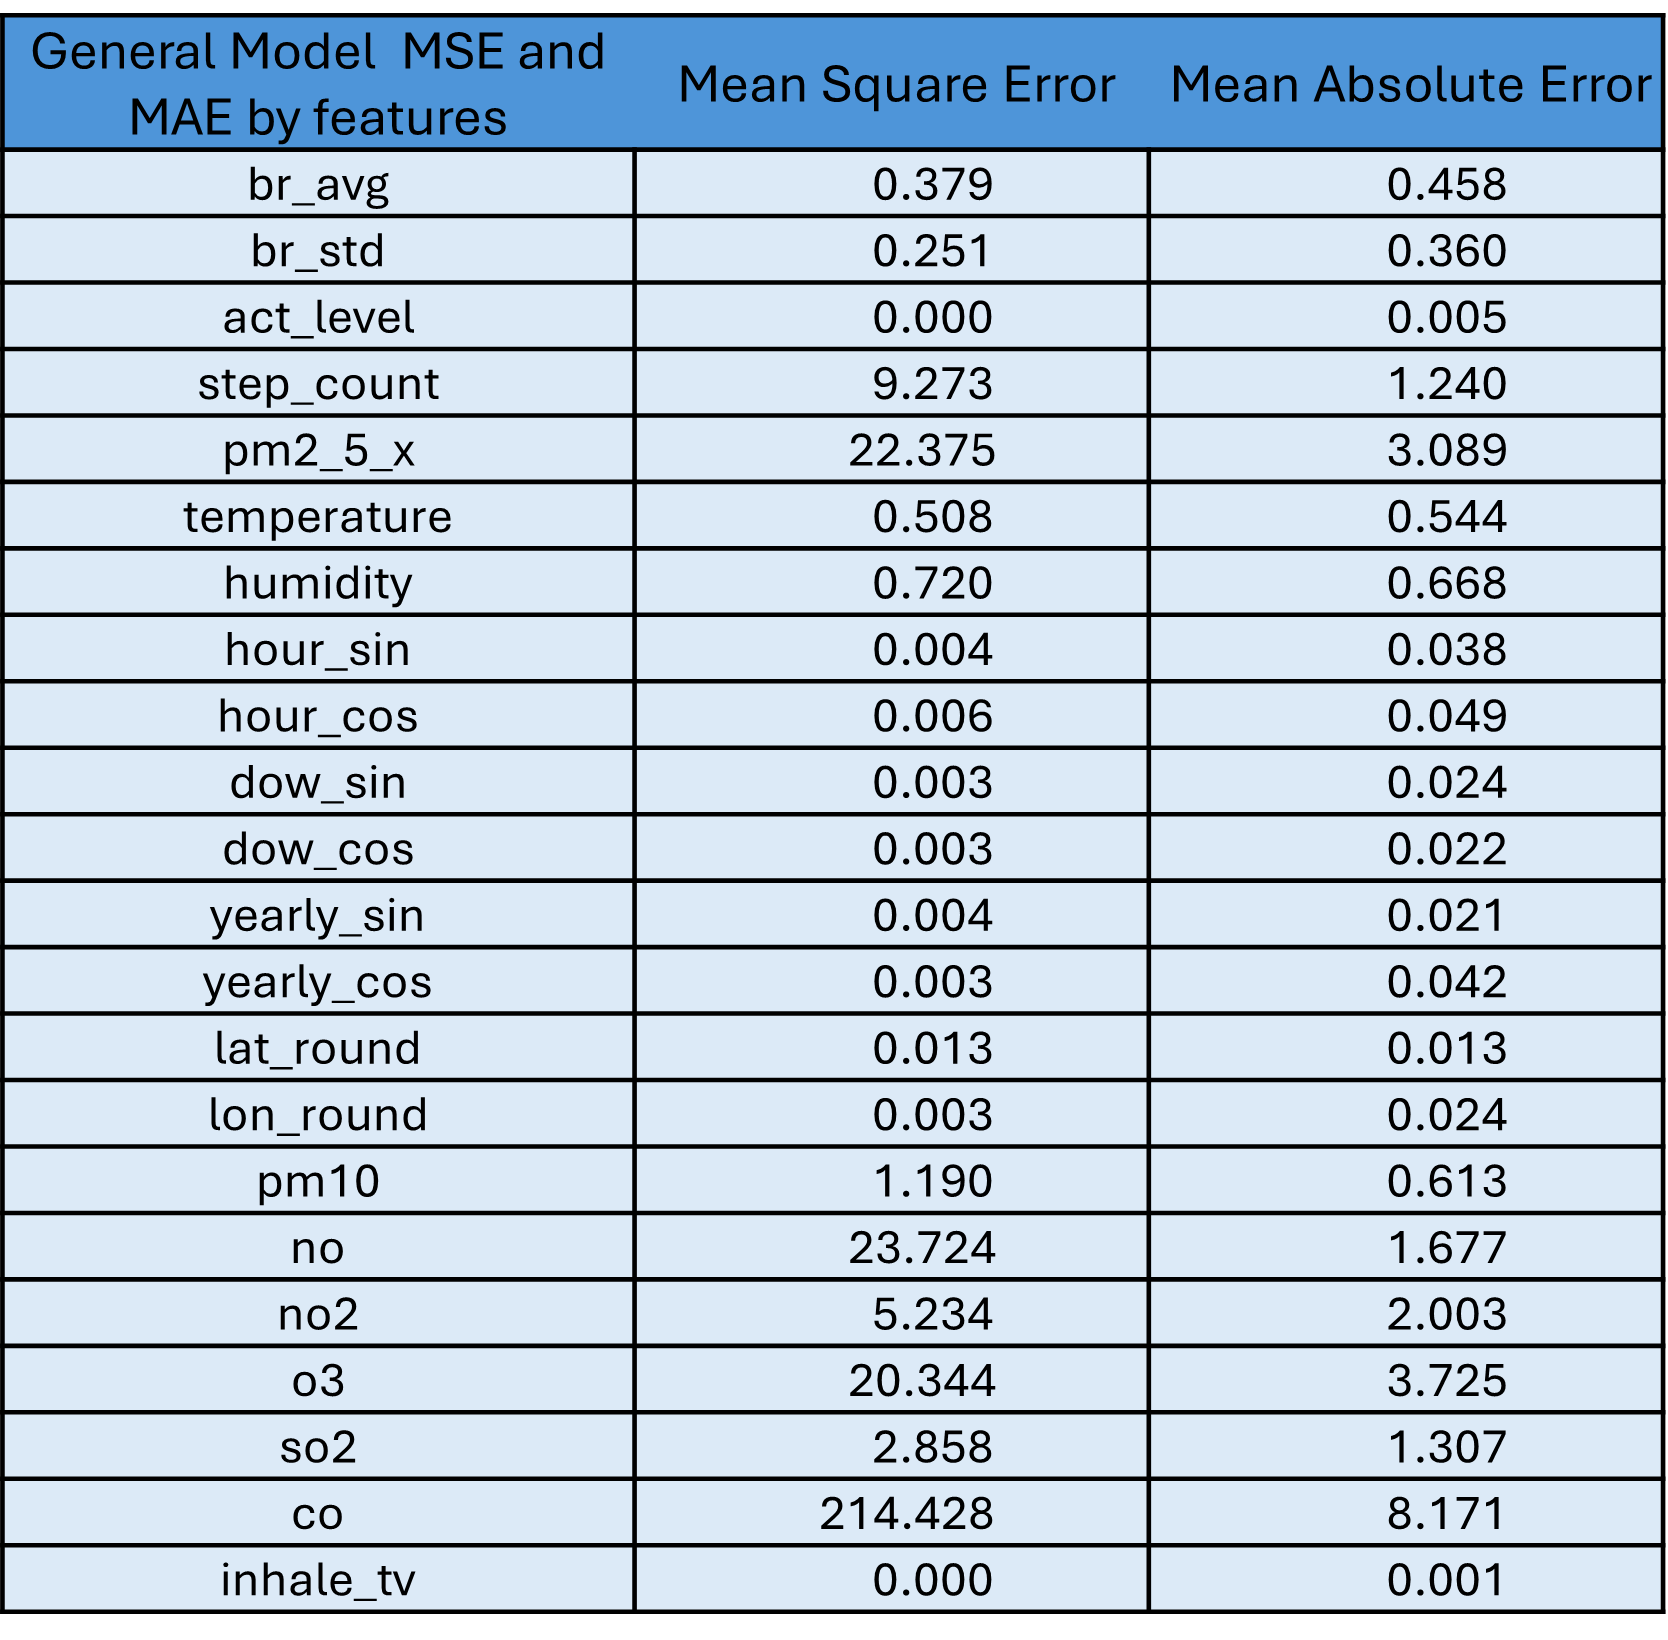 General Model  MSE and MAE by features Mean Square Error Mean Absolute Error
br_avg 0.379 0.458
br_std 0.251 0.360
act_level 0.000 0.005
step_count 9.273 1.240
pm2_5_x 22.375 3.089
temperature 0.508 0.544
humidity 0.720 0.668
hour_sin 0.004 0.038
hour_cos 0.006 0.049
dow_sin 0.003 0.024
dow_cos 0.003 0.022
yearly_sin 0.004 0.021
yearly_cos 0.003 0.042
lat_round 0.013 0.013
lon_round 0.003 0.024
pm10 1.190 0.613
no 23.724 1.677
no2 5.234 2.003
o3 20.344 3.725
so2 2.858 1.307
co 214.428 8.171
inhale_tv 0.000 0.001